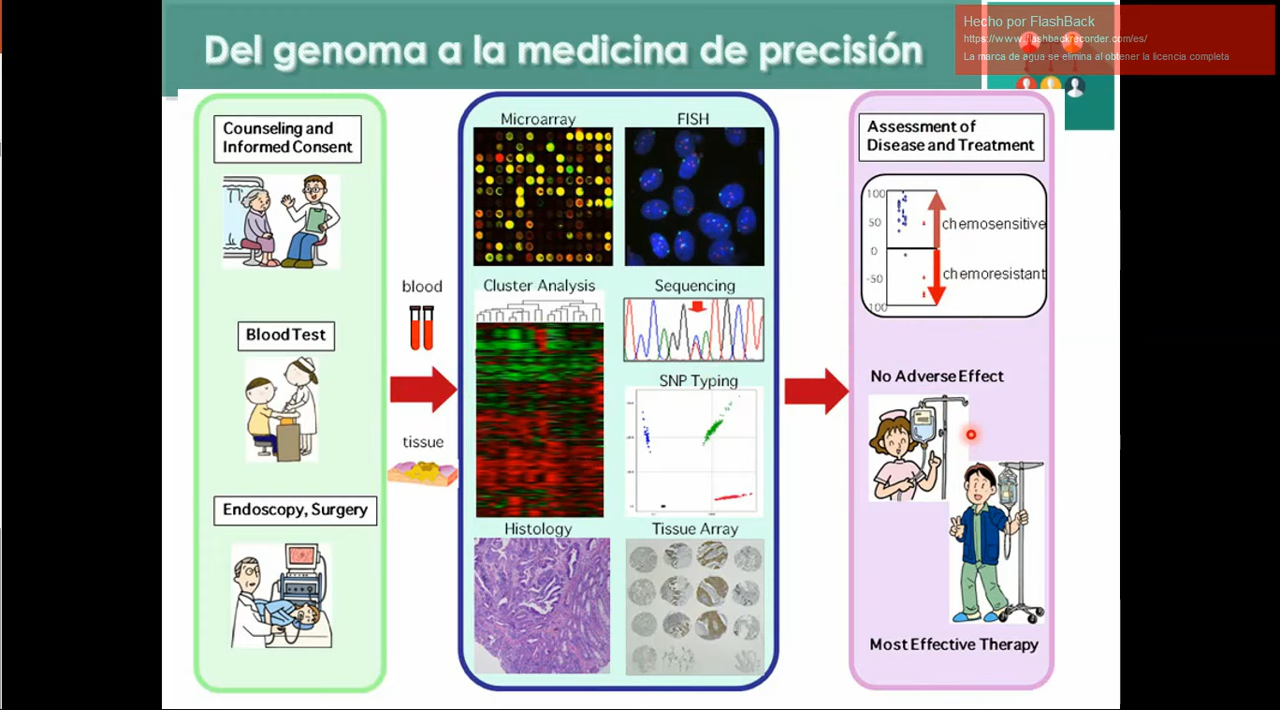 Del genoma a la medicina de precisión
Hecho por FlashBack
https://www.flashbackrecorder.com/es/
La marca de agua se elimina al obtener la licencia completa
Counseling and
Informed Consent
Blood Test
Endoscopy, Surgery
blood
tissue
Microarray
FISH
Cluster Analysis
Sequencing
SNP Typing
Histology
Tissue Array
Assessment of
Disease and Treatment
100
50
0
-50
100
chemosensitive
chemoresistant
No Adverse Effect
Most Effective Therapy